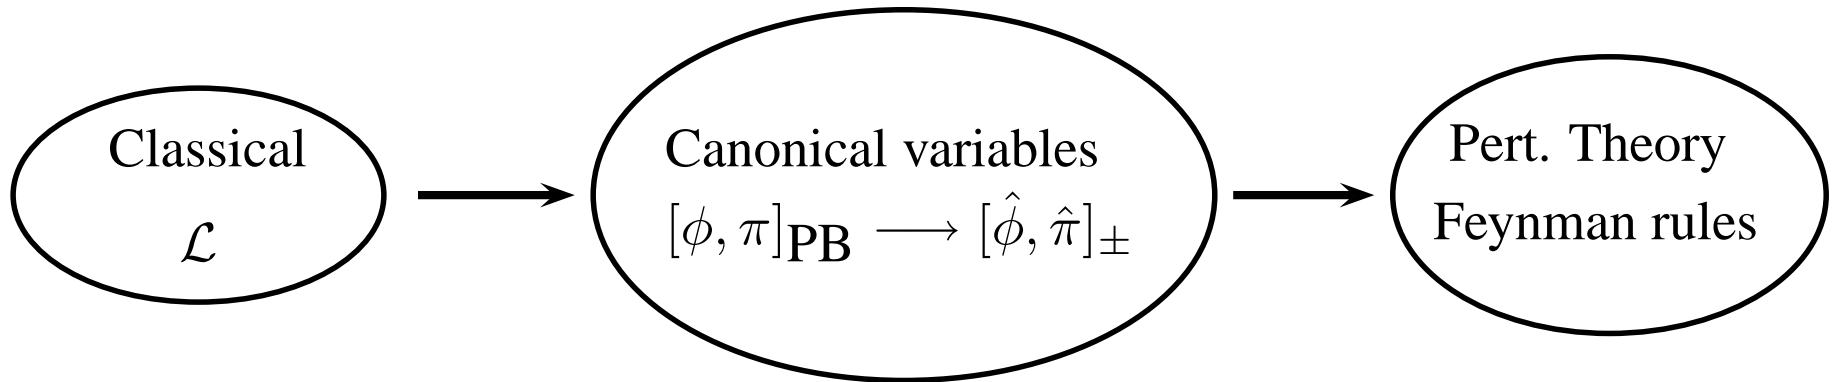 Classical
ℒ
Canonical variables
[ϕ, π]PB ⟶ [ϕ̂, π̂]±
Pert. Theory
Feynman rules